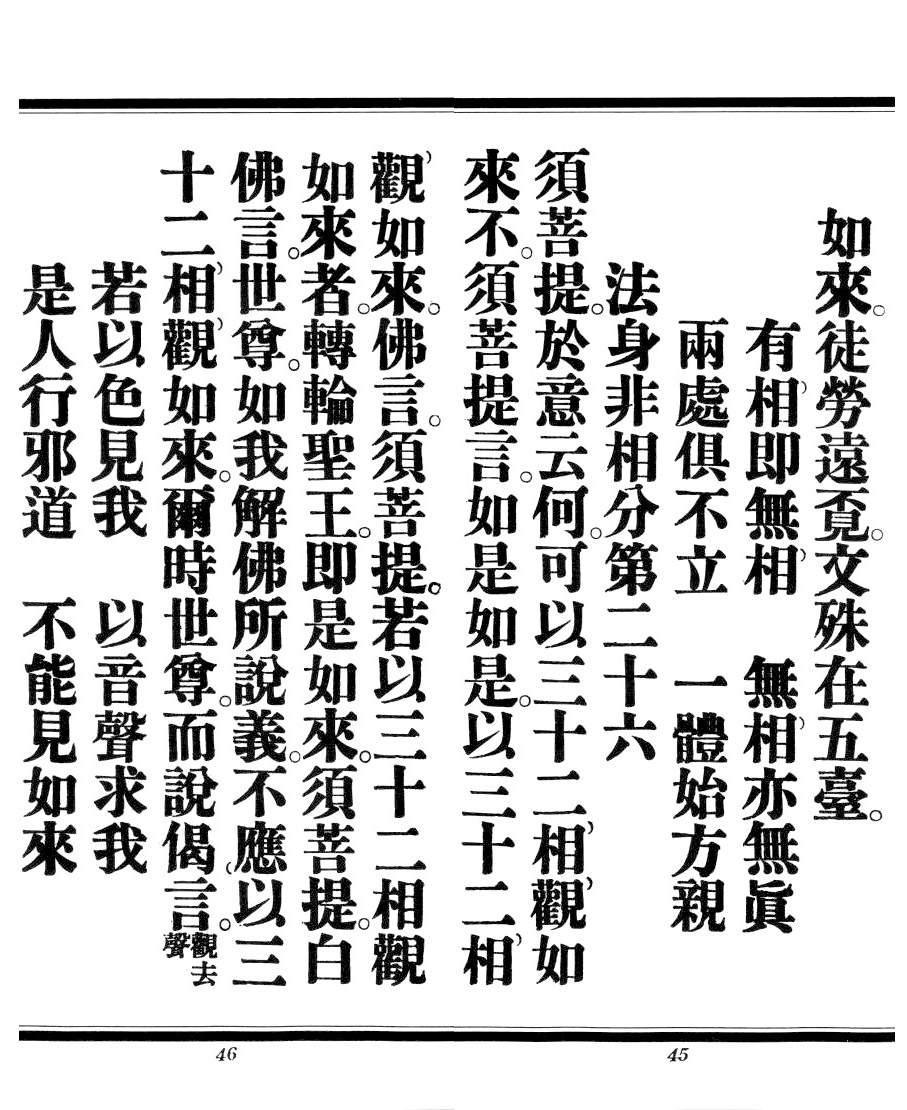 如來。徒勞遠覔。文殊在五臺。
有相即無相　無相亦無眞
兩處俱不立　一體始方親
法身非相分第二十六
須菩提。於意云何。可以三十二相觀如
來不。須菩提言。如是如是。以三十二相
45
觀如來。佛言。須菩提。若以三十二相觀
如來者。轉輪聖王。即是如來。須菩提。白
佛言。世尊。如我解佛所說義。不應以三
十二相觀如來。爾時世尊。而說偈言。觀去聲
若以色見我　以音聲求我
是人行邪道　不能見如來
46